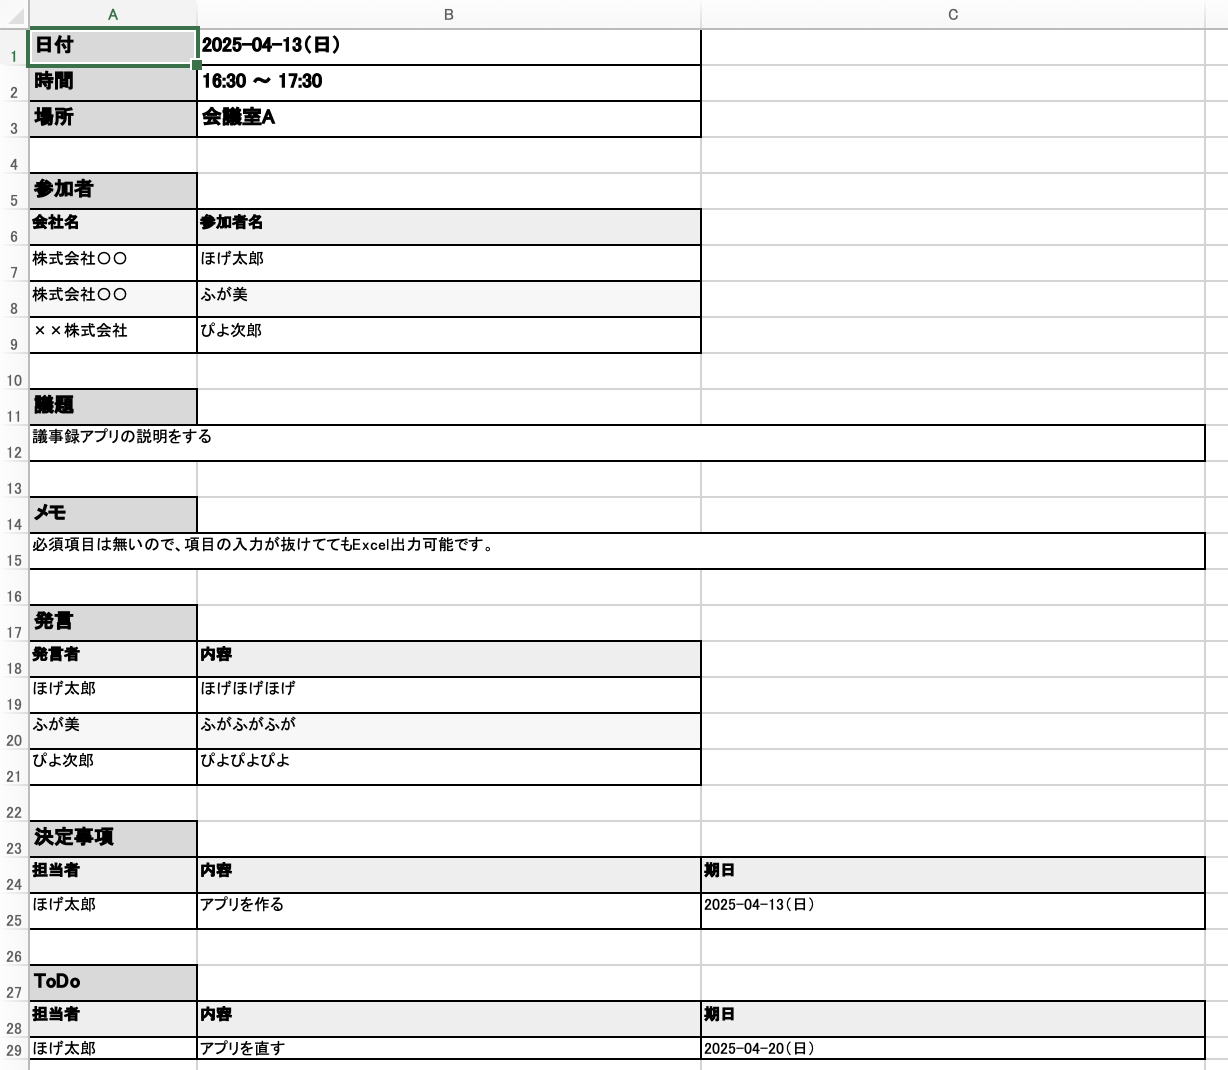 A B C
1 日付 2025-04-13(日)
2 時間 16:30 ～ 17:30
3 場所 会議室A
4
5 参加者
6 会社名 参加者名
7 株式会社〇〇 ほげ太郎
8 株式会社〇〇 ふが美
9 ××株式会社 ぴよ次郎
10
11 議題
12 議事録アプリの説明をする
13
14 メモ
15 必須項目は無いので、項目の入力が抜けててもExcel出力可能です。
16
17 発言
18 発言者 内容
19 ほげ太郎 ほげほげほげ
20 ふが美 ふがふがふが
21 ぴよ次郎 ぴよぴよぴよ
22
23 決定事項
24 担当者 内容 期日
25 ほげ太郎 アプリを作る 2025-04-13(日)
26
27 ToDo
28 担当者 内容 期日
29 ほげ太郎 アプリを直す 2025-04-20(日)